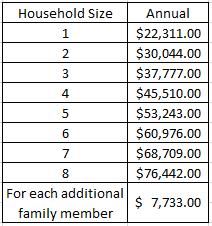 Household Size Annual
1 $22,311.00
2 $30,044.00
3 $37,777.00
4 $45,510.00
5 $53,243.00
6 $60,976.00
7 $68,709.00
8 $76,442.00
For each additional
family member $ 7,733.00